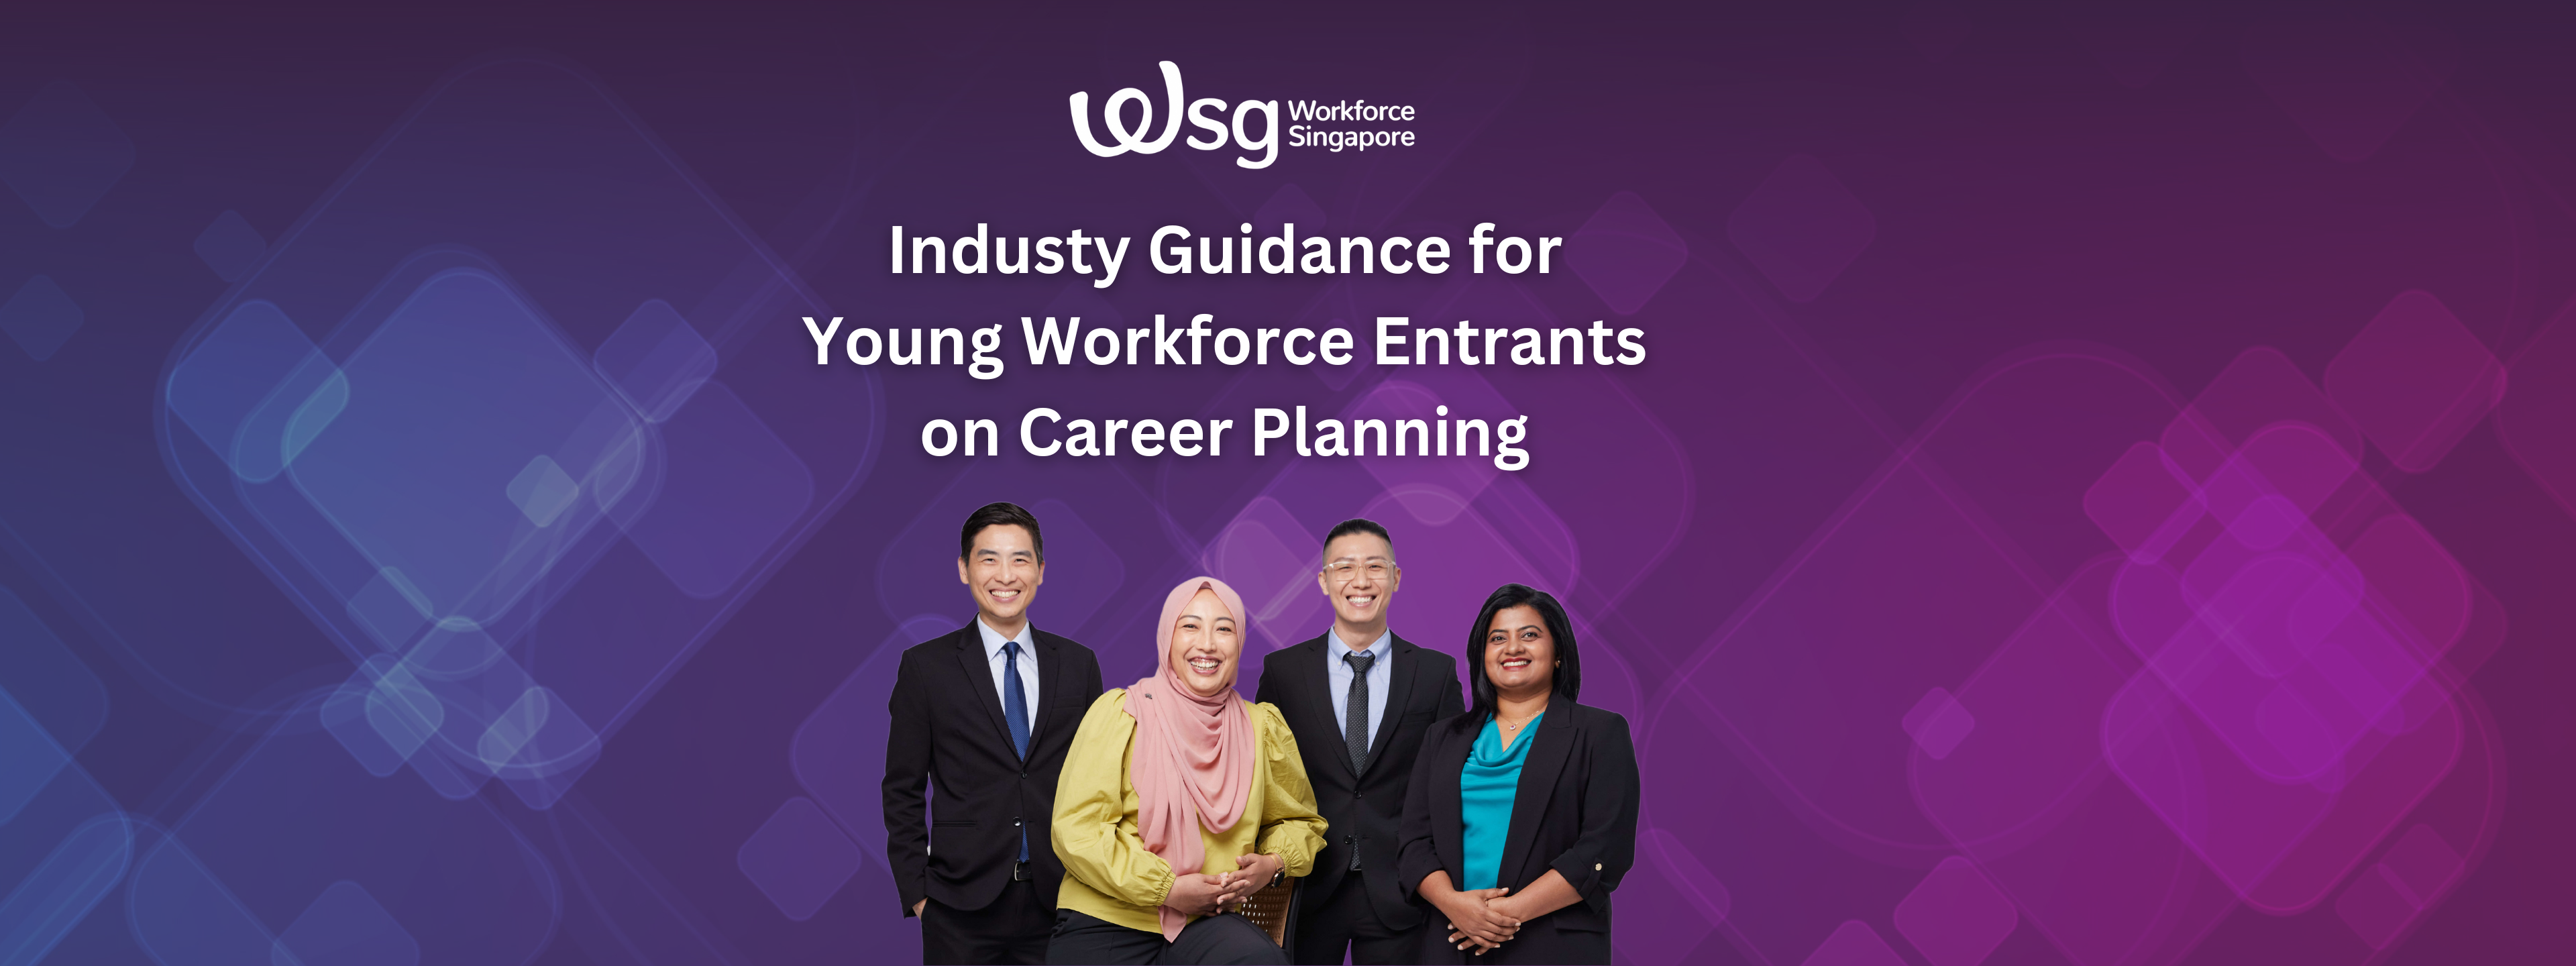 wsg Workforce
Singapore
Industy Guidance for
Young Workforce Entrants
on Career Planning